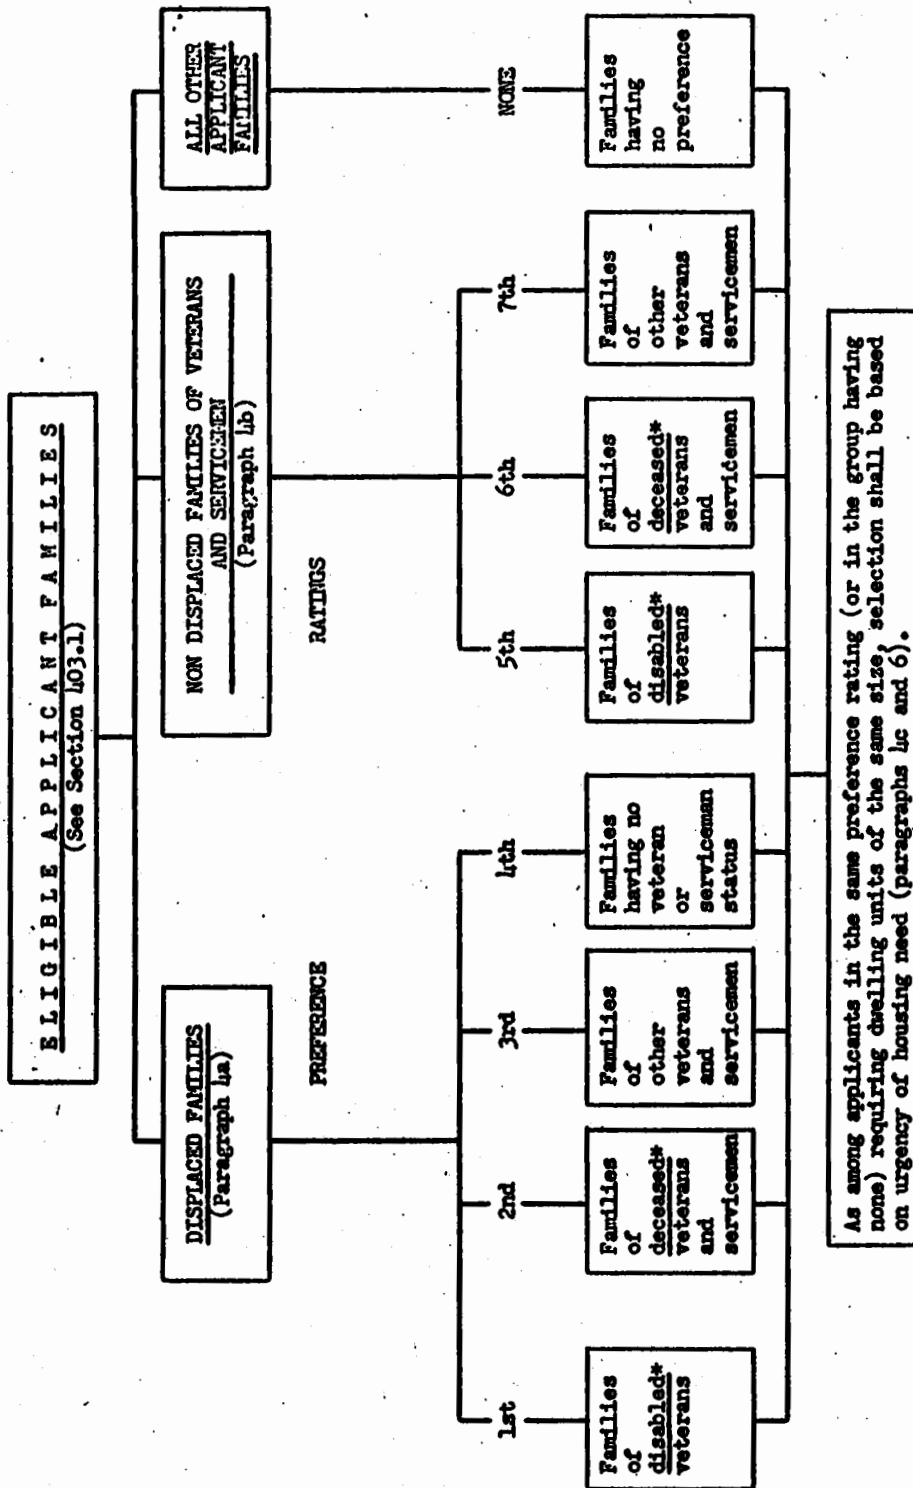 ELIGIBLE APPLICANT FAMILIES
(See Section 403.1)
DISPLACED FAMILIES
(Paragraph 4a)
NON DISPLACED FAMILIES OF VETERANS
AND SERVICEMEN
(Paragraph 4b)
ALL OTHER
APPLICANT
FAMILIES
PREFERENCE
RATINGS
1st
2nd
3rd
4th
5th
6th
7th
NONE
Families
of
disabled*
veterans
Families
of
deceased*
veterans
and
servicemen
Families
of
other
veterans
and
servicemen
Families
having no
veteran
or
serviceman
status
Families
of
disabled*
veterans
Families
of
deceased*
veterans
and
servicemen
Families
of
other
veterans
and
servicemen
Families
having
no
preference
As among applicants in the same preference rating (or in the group having
none) requiring dwelling units of the same size, selection shall be based
on urgency of housing need (paragraphs 4c and 6).